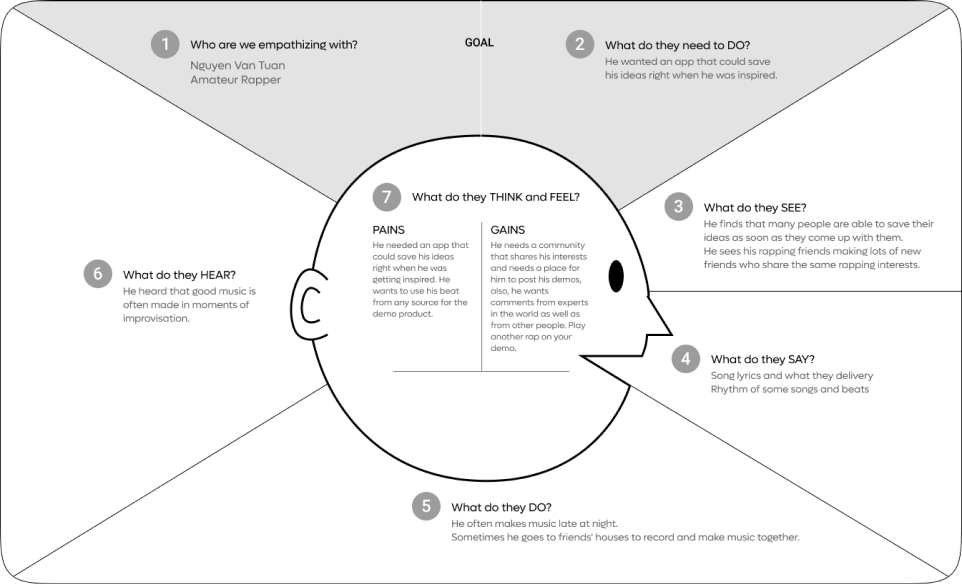 GOAL
1
Who are we empathizing with?
Nguyen Van Tuan
Amateur Rapper
2
What do they need to DO?
He wanted an app that could save
his ideas right when he was inspired.
3
What do they SEE?
He finds that many people are able to save their
ideas as soon as they come up with them.
He sees his rapping friends making lots of new
friends who share the same rapping interests.
4
What do they SAY?
Song lyrics and what they delivery
Rhythm of some songs and beats
5
What do they DO?
He often makes music late at night.
Sometimes he goes to friends' houses to record and make music together.
6
What do they HEAR?
He heard that good music is
often made in moments of
improvisation.
7
What do they THINK and FEEL?
PAINS
He needed an app that
could save his ideas
right when he was
getting inspired. He
wants to use his beat
from any source for the
demo product.
GAINS
He needs a community
that shares his interests
and needs a place for
him to post his demos,
also, he wants
comments from experts
in the world as well as
from other people. Play
another rap on your
demo.